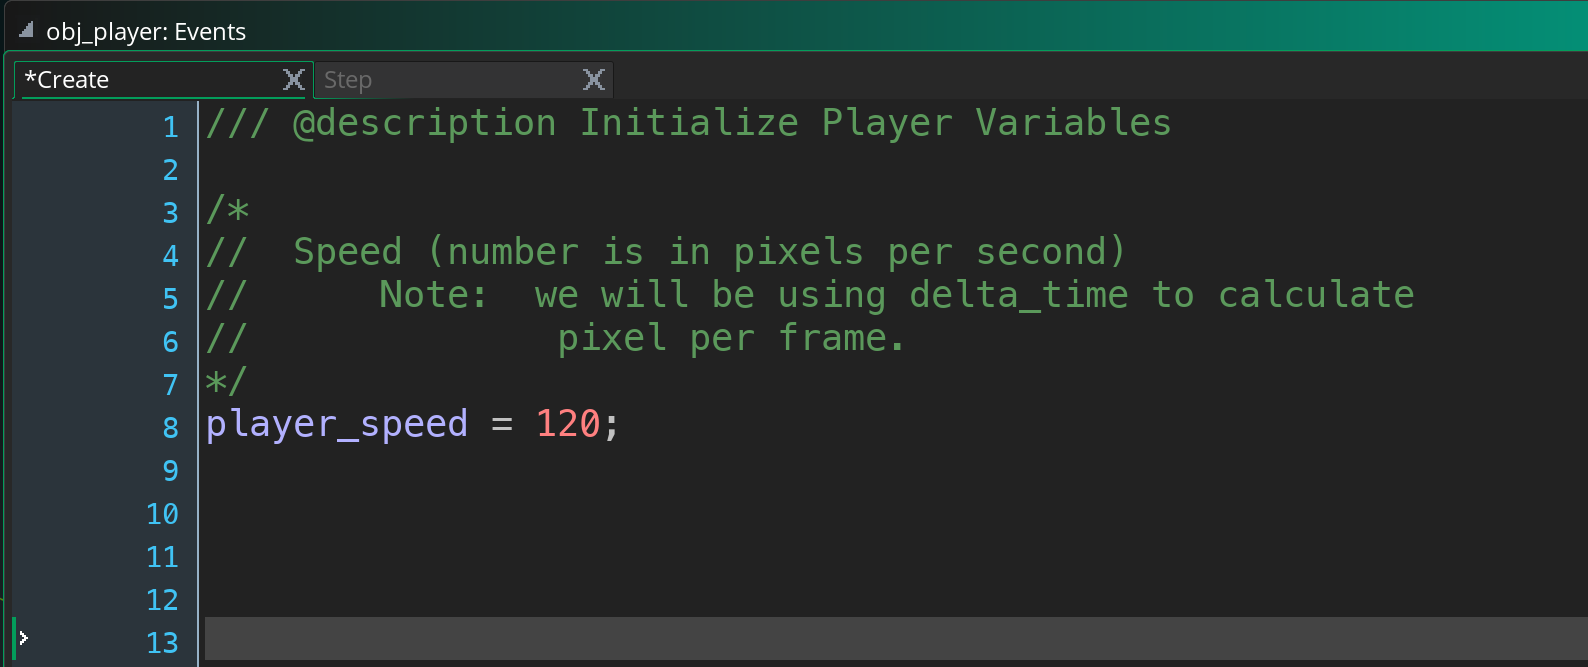 obj_player: Events
*Create Step
1 /// @description Initialize Player Variables
2
3 /*
4 //  Speed (number is in pixels per second)
5 //      Note:  we will be using delta_time to calculate
6 //              pixel per frame.
7 */
8 player_speed = 120;
9
10
11
12
13